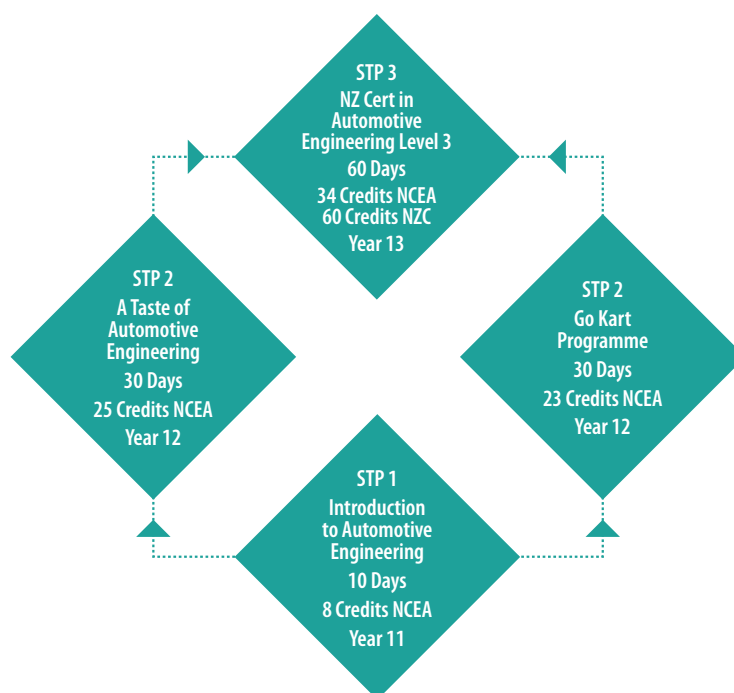 STP 3
NZ Cert in
Automotive
Engineering Level 3
60 Days
34 Credits NCEA
60 Credits NZC
Year 13
STP 2
A Taste of
Automotive
Engineering
30 Days
25 Credits NCEA
Year 12
STP 2
Go Kart
Programme
30 Days
23 Credits NCEA
Year 12
STP 1
Introduction
to Automotive
Engineering
10 Days
8 Credits NCEA
Year 11